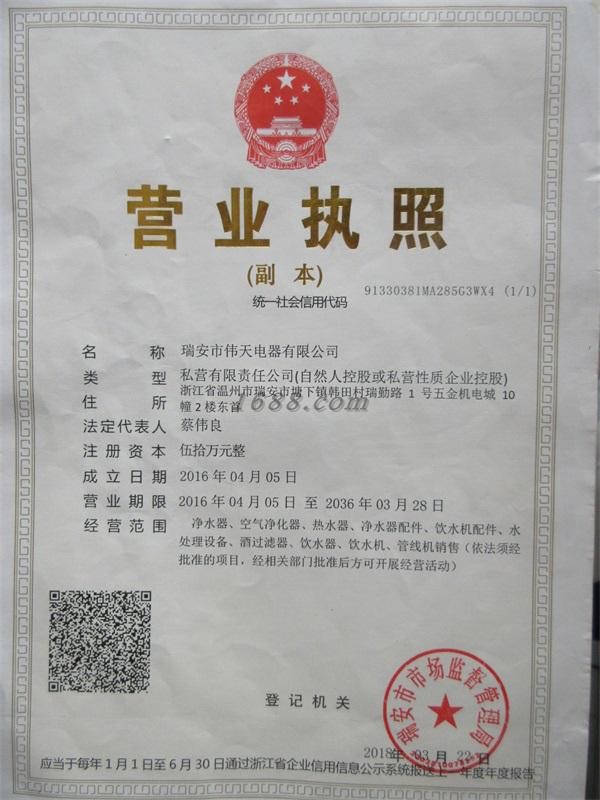 营业执照
(副 本)
统一社会信用代码
91330381MA285G3WX4 (1/1)
名 称 瑞安市伟天电器有限公司
类 型 私营有限责任公司(自然人控股或私营性质企业控股)
住 所 浙江省温州市瑞安市塘下镇韩田村瑞勤路 1 号五金机电城 10
幢 2 楼东首
1688.com
法定代表人 蔡伟良
注 册 资 本 伍拾万元整
成 立 日 期 2016 年 04 月 05 日
营 业 期 限 2016 年 04 月 05 日 至 2036 年 03 月 28 日
经 营 范 围 净水器、空气净化器、热水器、净水器配件、饮水机配件、水
处理设备、酒过滤器、饮水器、饮水机、管线机销售（依法须经
批准的项目，经相关部门批准后方可开展经营活动）
登 记 机 关
瑞安市市场监督管理局
2018年 03 月 22 日
应当于每年 1 月 1 日至 6 月 30 日通过浙江省企业信用信息公示系统报送上一年度年度报告